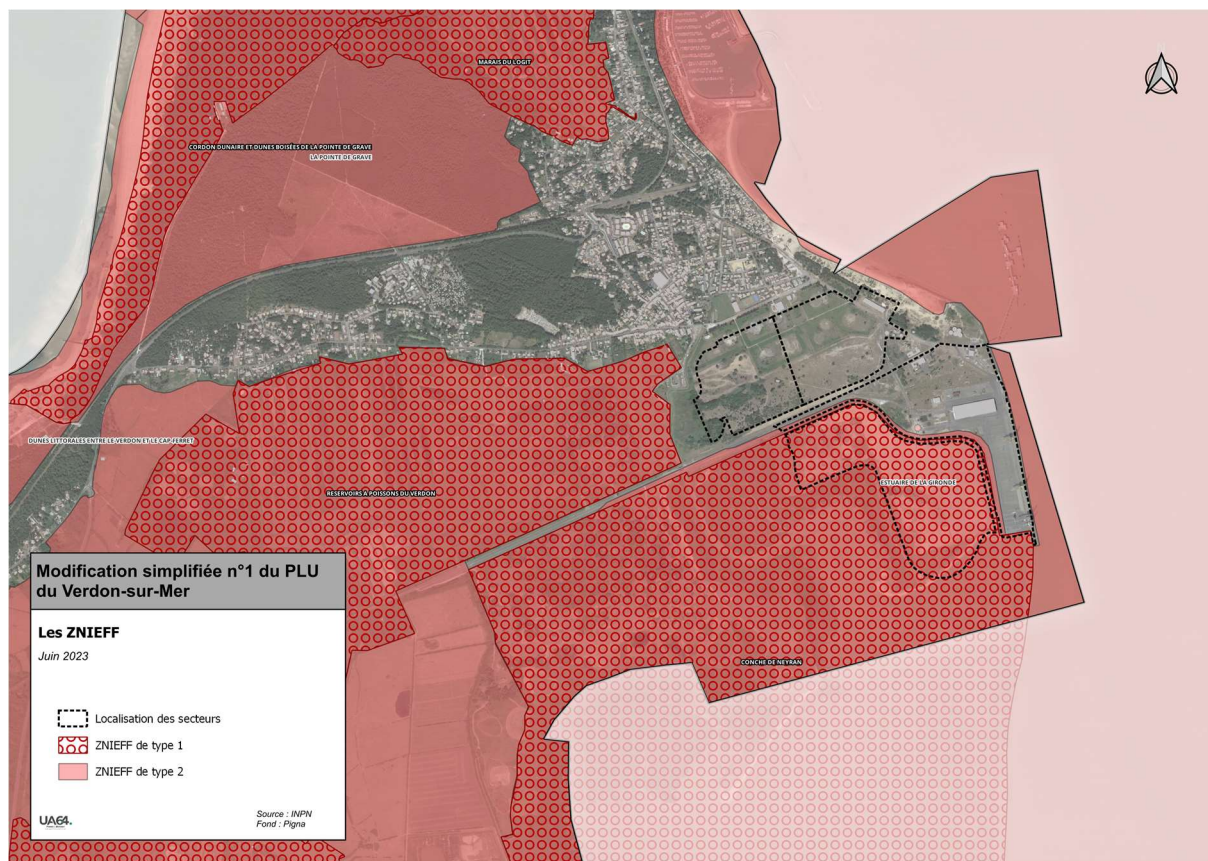 MARAIS DU LOGIT
CORDON DUNAIRE ET DUNES BOISÉES DE LA POINTE DE GRAVE
LA POINTE DE GRAVE
DUNES LITTORALES ENTRE LE VERDON ET LE CAP-FERRET
RESERVOIRS A POISSONS DU VERDON
ESTUAIRE DE LA GIRONDE
CONCHE DE NEYRAN
Modification simplifiée n°1 du PLU
du Verdon-sur-Mer
Les ZNIEFF
Juin 2023
Localisation des secteurs
ZNIEFF de type 1
ZNIEFF de type 2
UA64.
Source : INPN
Fond : Pigna